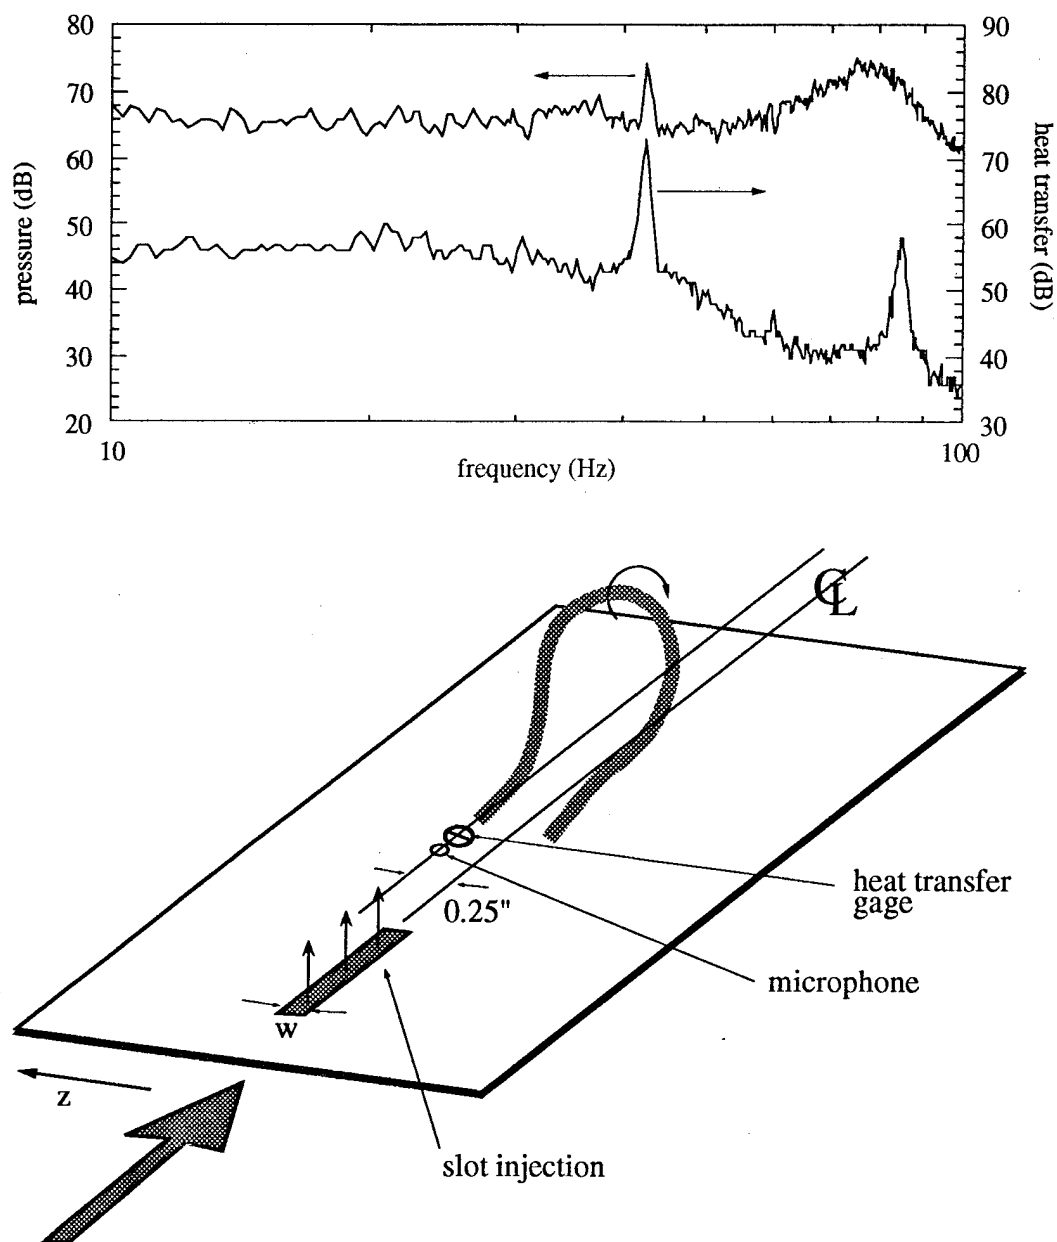 80
70
60
50
40
30
20
pressure (dB)
90
80
70
60
50
40
30
heat transfer (dB)
10
100
frequency (Hz)
CL
0.25"
heat transfer
gage
microphone
w
z
slot injection